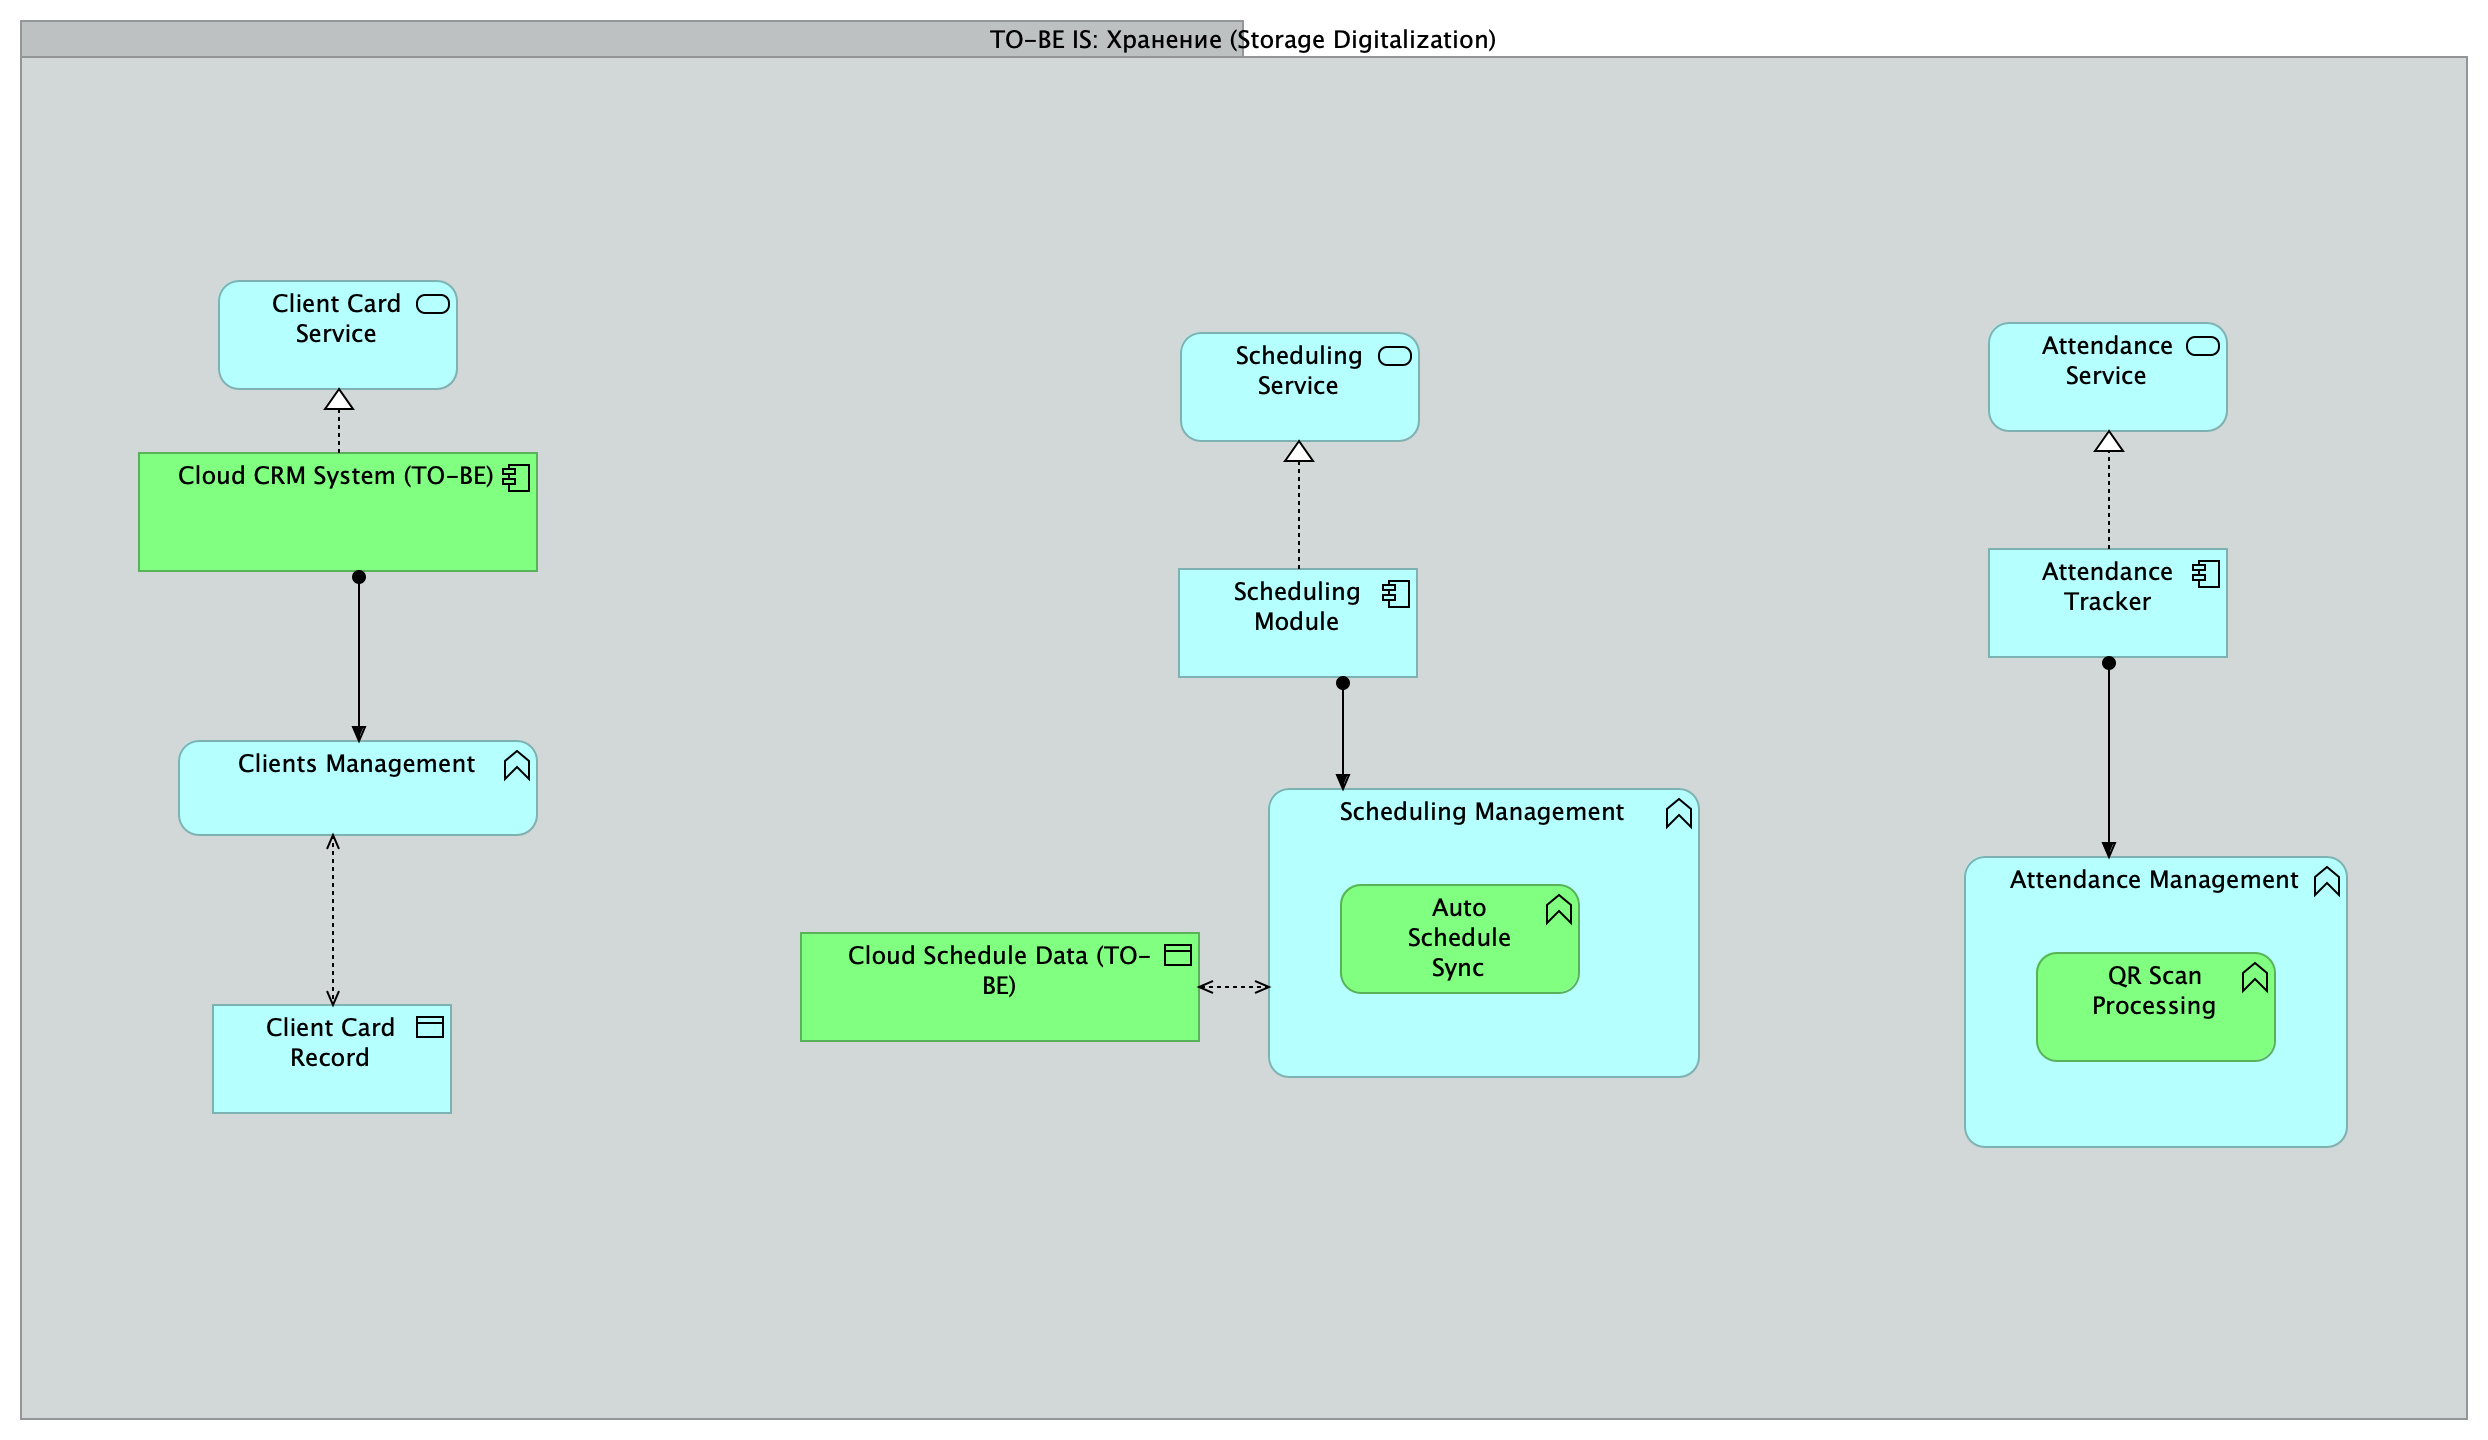 TO-BE IS: Хранение (Storage Digitalization)
Client Card
Service
Cloud CRM System (TO-BE)
Clients Management
Client Card
Record
Scheduling
Service
Scheduling
Module
Scheduling Management
Auto
Schedule
Sync
Cloud Schedule Data (TO-
BE)
Attendance
Service
Attendance
Tracker
Attendance Management
QR Scan
Processing